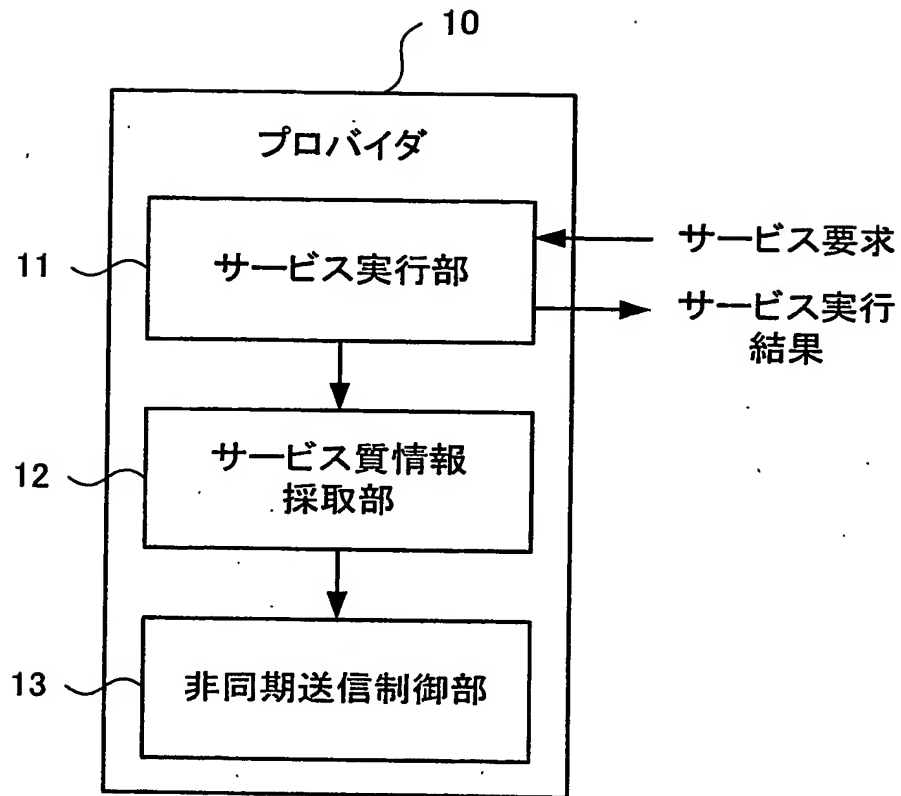 10
プロバイダ
11
サービス実行部
サービス要求
サービス実行
結果
12
サービス質情報
採取部
13
非同期送信制御部